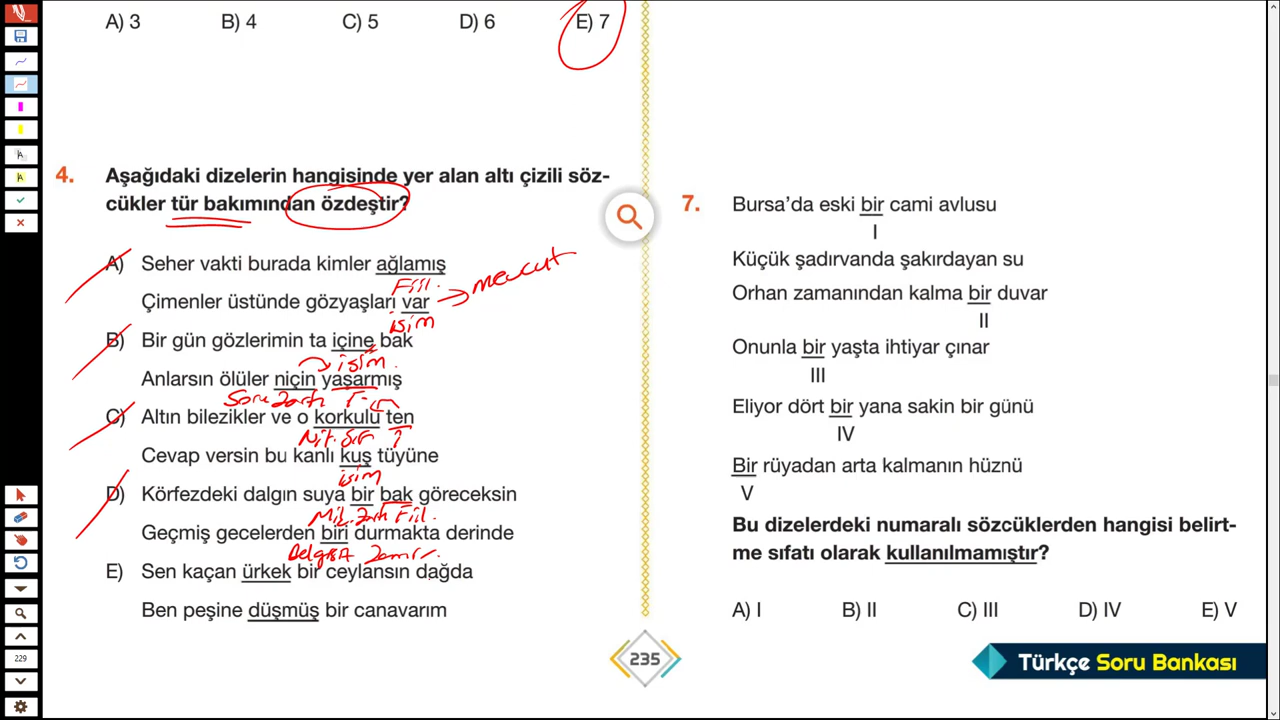 A) 3 B) 4 C) 5 D) 6 E) 7
4. Aşağıdaki dizelerin hangisinde yer alan altı çizili söz-
cükler tür bakımından özdeştir?
A) Seher vakti burada kimler ağlamış
Fiil.
Çimenler üstünde gözyaşları var
mevcut
isim
B) Bir gün gözlerimin ta içine bak
isim.
Anlarsın ölüler niçin yaşarmış
Soru zarfı
C) Altın bilezikler ve o korkulu ten
Nit. Sıf.
Cevap versin bu kanlı kuş tüyüne
isim
D) Körfezdeki dalgın suya bir bak göreceksin
Mik. Zarfı Fiil.
Geçmiş gecelerden biri durmakta derinde
Belgisiz Zamir
E) Sen kaçan ürkek bir ceylansın dağda
Ben peşine düşmüş bir canavarım
7. Bursa'da eski bir cami avlusu
I
Küçük şadırvanda şakırdayan su
Orhan zamanından kalma bir duvar
II
Onunla bir yaşta ihtiyar çınar
III
Eliyor dört bir yana sakin bir günü
IV
Bir rüyadan arta kalmanın hüznü
V
Bu dizelerdeki numaralı sözcüklerden hangisi belirt-
me sıfatı olarak kullanılmamıştır?
A) I B) II C) III D) IV E) V
235
Türkçe Soru Bankası
229